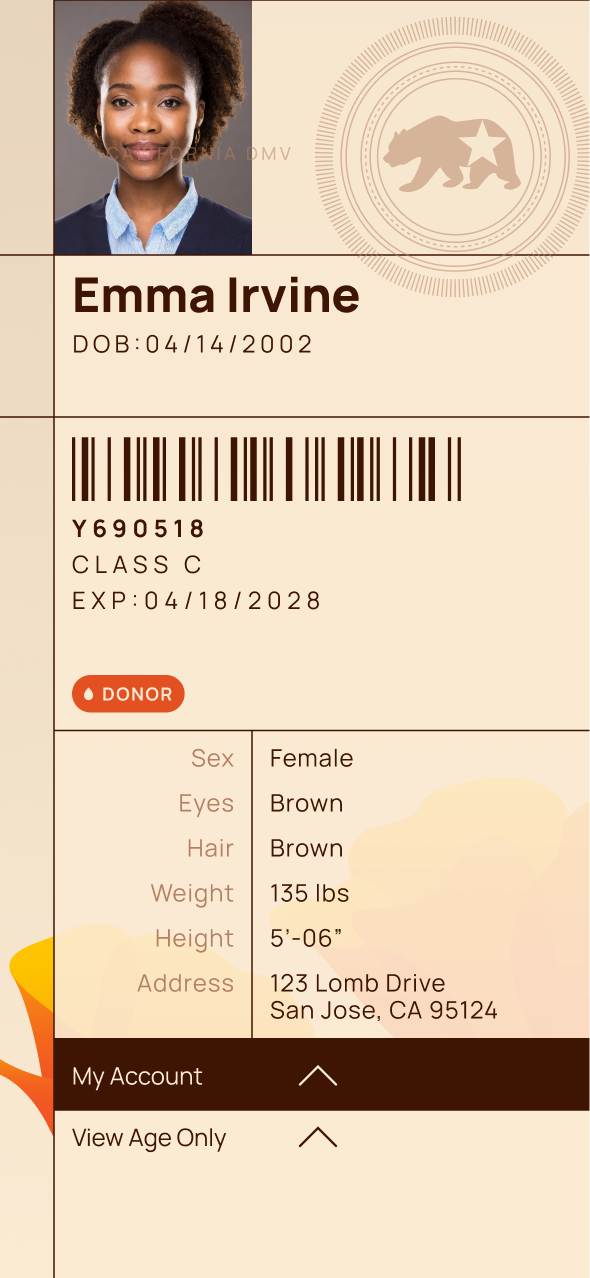 CALIFORNIA DMV
Emma Irvine
DOB:04/14/2002
Y690518
CLASS C
EXP:04/18/2028
DONOR
Sex Female
Eyes Brown
Hair Brown
Weight 135 lbs
Height 5’-06”
Address 123 Lomb Drive
San Jose, CA 95124
My Account
View Age Only